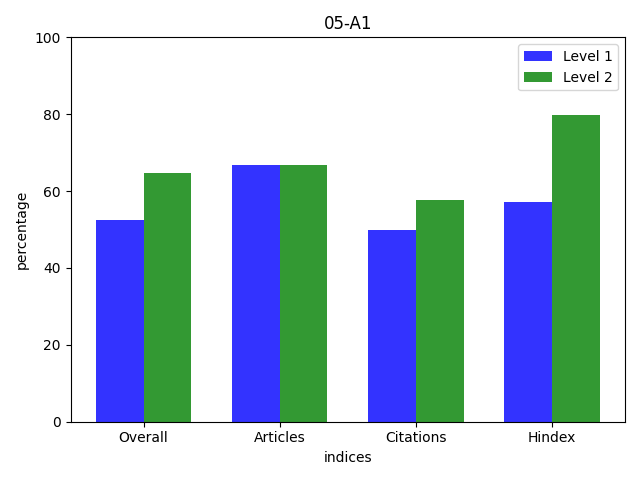 05-A1
Level 1
Level 2
percentage
100
80
60
40
20
0
Overall Articles Citations Hindex
indices